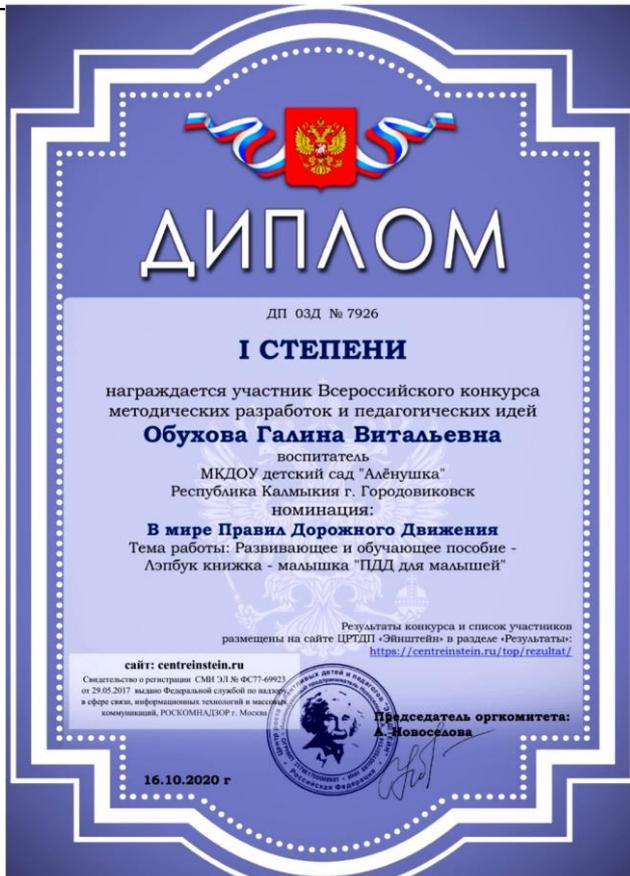 ДИПЛОМ
ДП 03Д № 7926
I СТЕПЕНИ
награждается участник Всероссийского конкурса
методических разработок и педагогических идей
Обухова Галина Витальевна
воспитатель
МКДОУ детский сад "Алёнушка"
Республика Калмыкия г. Городовиковск
номинация:
В мире Правил Дорожного Движения
Тема работы: Развивающее и обучающее пособие -
Лэпбук книжка - малышка "ПДД для малышей"
Результаты конкурса и список участников
размещены на сайте ЦРТДП «Эйнштейн» в разделе «Результаты»:
https://centreinstein.ru/top/rezultat/
сайт: centreinstein.ru
Свидетельство о регистрации СМИ ЭЛ № ФС77-69923
от 29.05.2017 выдано Федеральной службой по надзору
в сфере связи, информационных технологий и массовых
коммуникаций, РОСКОМНАДЗОР г. Москва
Председатель оргкомитета:
А. Новоселова
Российская Федерация
16.10.2020 г